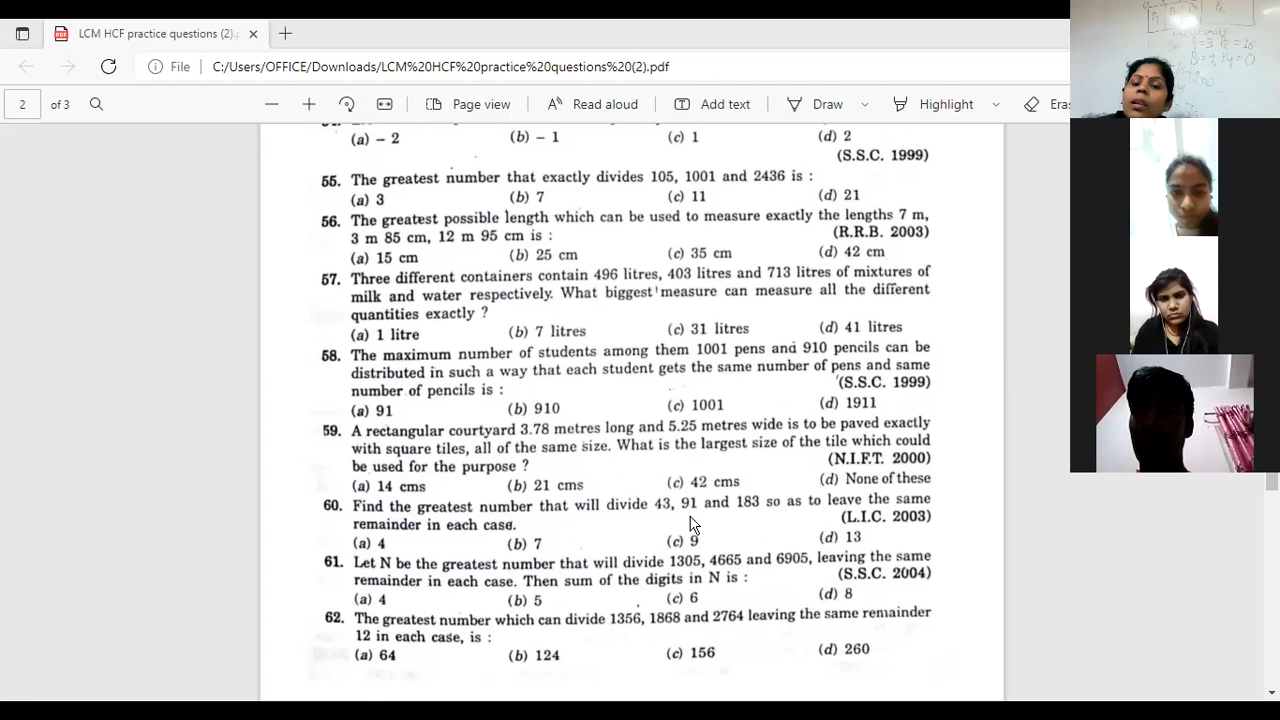 LCM HCF practice questions (2).p
File C:/Users/OFFICE/Downloads/LCM%20HCF%20practice%20questions%20(2).pdf
2 of 3 Page view Read aloud Add text Draw Highlight Eras
(a) – 2 (b) – 1 (c) 1 (d) 2
(S.S.C. 1999)
55. The greatest number that exactly divides 105, 1001 and 2436 is :
(a) 3 (b) 7 (c) 11 (d) 21
56. The greatest possible length which can be used to measure exactly the lengths 7 m,
3 m 85 cm, 12 m 95 cm is : (R.R.B. 2003)
(a) 15 cm (b) 25 cm (c) 35 cm (d) 42 cm
57. Three different containers contain 496 litres, 403 litres and 713 litres of mixtures of
milk and water respectively. What biggest measure can measure all the different
quantities exactly ?
(a) 1 litre (b) 7 litres (c) 31 litres (d) 41 litres
58. The maximum number of students among them 1001 pens and 910 pencils can be
distributed in such a way that each student gets the same number of pens and same
number of pencils is : (S.S.C. 1999)
(a) 91 (b) 910 (c) 1001 (d) 1911
59. A rectangular courtyard 3.78 metres long and 5.25 metres wide is to be paved exactly
with square tiles, all of the same size. What is the largest size of the tile which could
be used for the purpose ? (N.I.F.T. 2000)
(a) 14 cms (b) 21 cms (c) 42 cms (d) None of these
60. Find the greatest number that will divide 43, 91 and 183 so as to leave the same
remainder in each case. (L.I.C. 2003)
(a) 4 (b) 7 (c) 9 (d) 13
61. Let N be the greatest number that will divide 1305, 4665 and 6905, leaving the same
remainder in each case. Then sum of the digits in N is : (S.S.C. 2004)
(a) 4 (b) 5 (c) 6 (d) 8
62. The greatest number which can divide 1356, 1868 and 2764 leaving the same remainder
12 in each case, is :
(a) 64 (b) 124 (c) 156 (d) 260